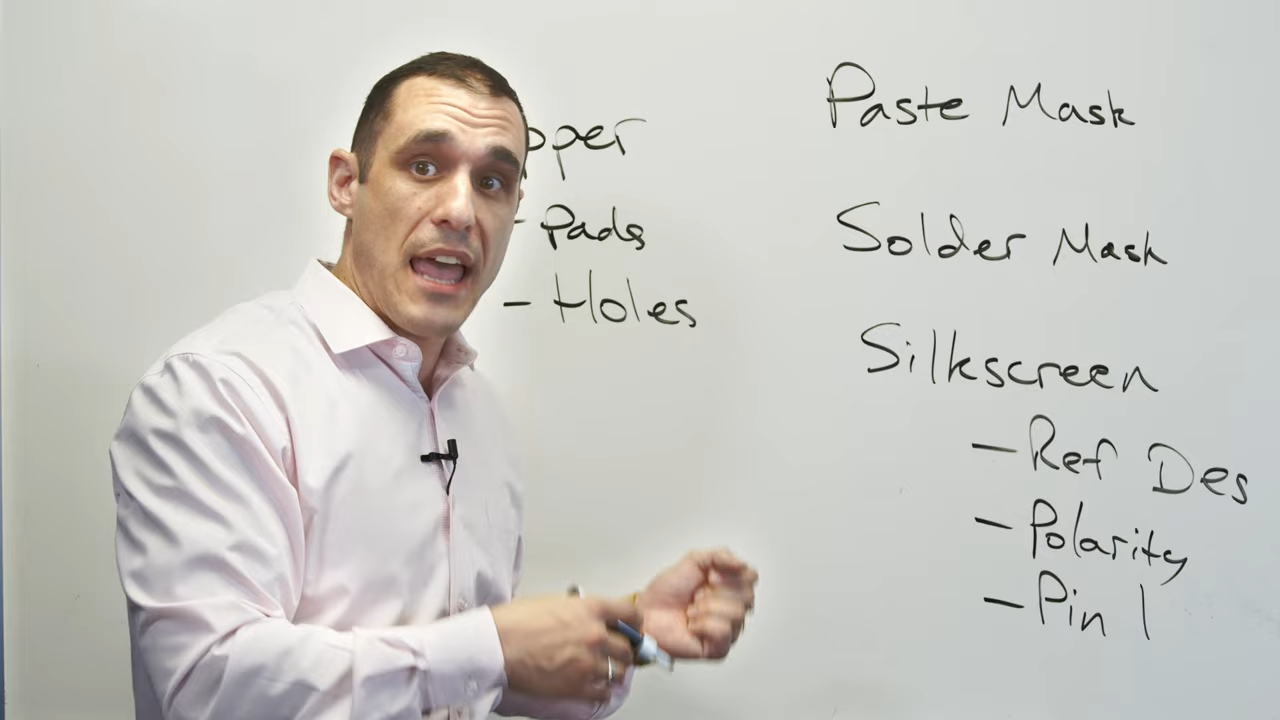 pper
- Pads
- Holes
Paste Mask
Solder Mask
Silkscreen
- Ref Des
- Polarity
- Pin 1